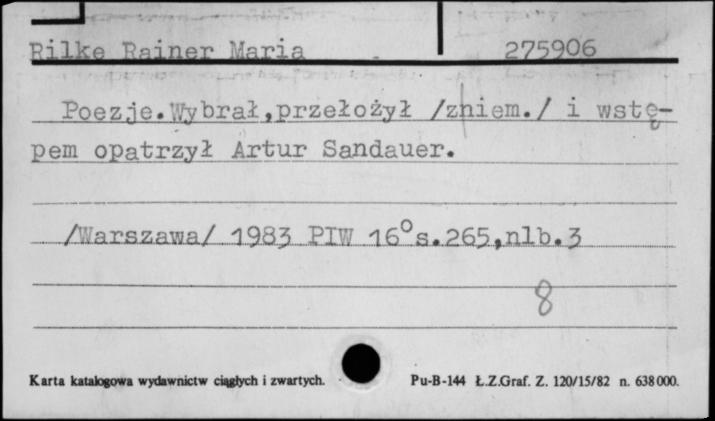 Rilke Rainer Maria 275906
Poezje.Wybrał,przełożył /z niem./ i wstę-
pem opatrzył Artur Sandauer.
/Warszawa/ 1983 PIW 16° s.265,nlb.3
8
Karta katalogowa wydawnictw ciągłych i zwartych. Pu-B-144 Ł.Z.Graf. Z. 120/15/82 n. 638000.